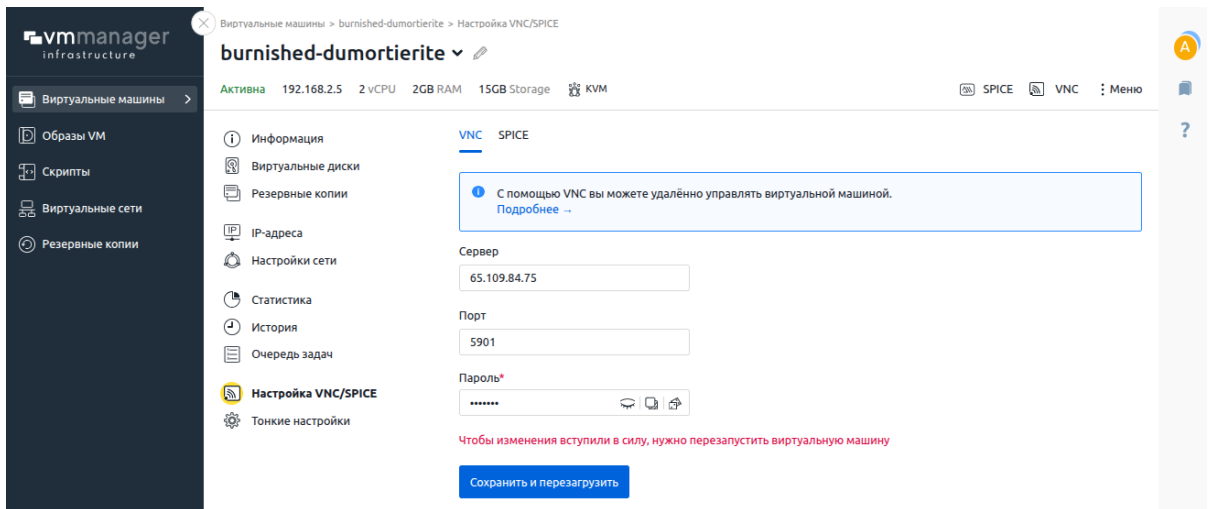 vmmanager
infrastructure
Виртуальные машины
Образы VM
Скрипты
Виртуальные сети
Резервные копии
Виртуальные машины > burnished-dumortierite > Настройка VNC/SPICE
burnished-dumortierite
Активна 192.168.2.5 2 vCPU 2GB RAM 15GB Storage KVM
SPICE VNC Меню
Информация
Виртуальные диски
Резервные копии
IP
IP-адреса
Настройки сети
Статистика
История
Очередь задач
Настройка VNC/SPICE
Тонкие настройки
VNC SPICE
С помощью VNC вы можете удалённо управлять виртуальной машиной.
Подробнее →
Сервер
65.109.84.75
Порт
5901
Пароль*
•••••••
Чтобы изменения вступили в силу, нужно перезапустить виртуальную машину
Сохранить и перезагрузить
A
?